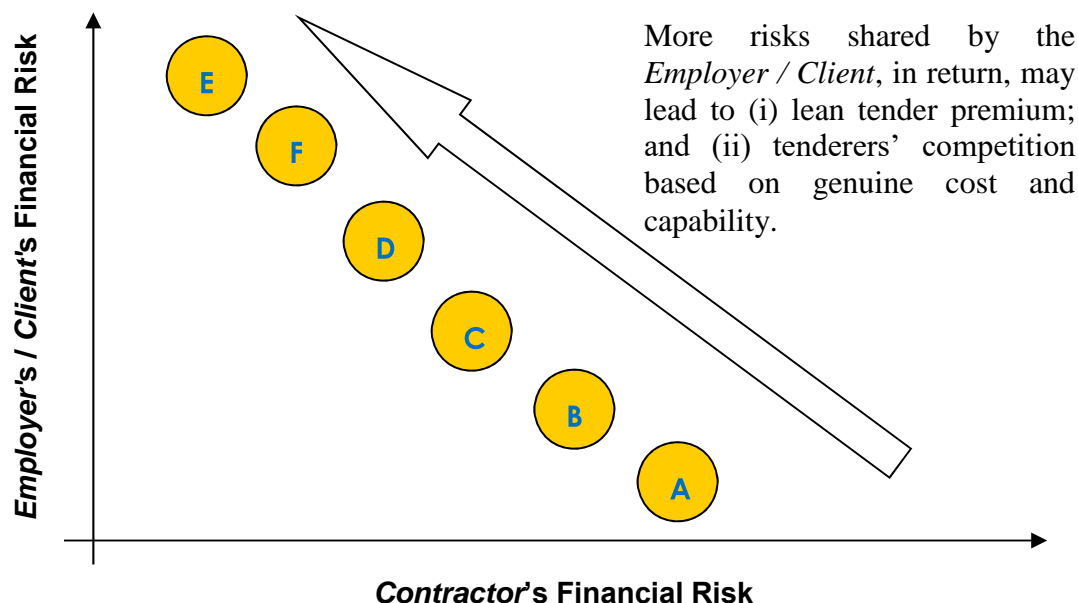 Employer's / Client's Financial Risk
More risks shared by the
Employer / Client, in return, may
lead to (i) lean tender premium;
and (ii) tenderers' competition
based on genuine cost and
capability.
E
F
D
C
B
A
Contractor's Financial Risk